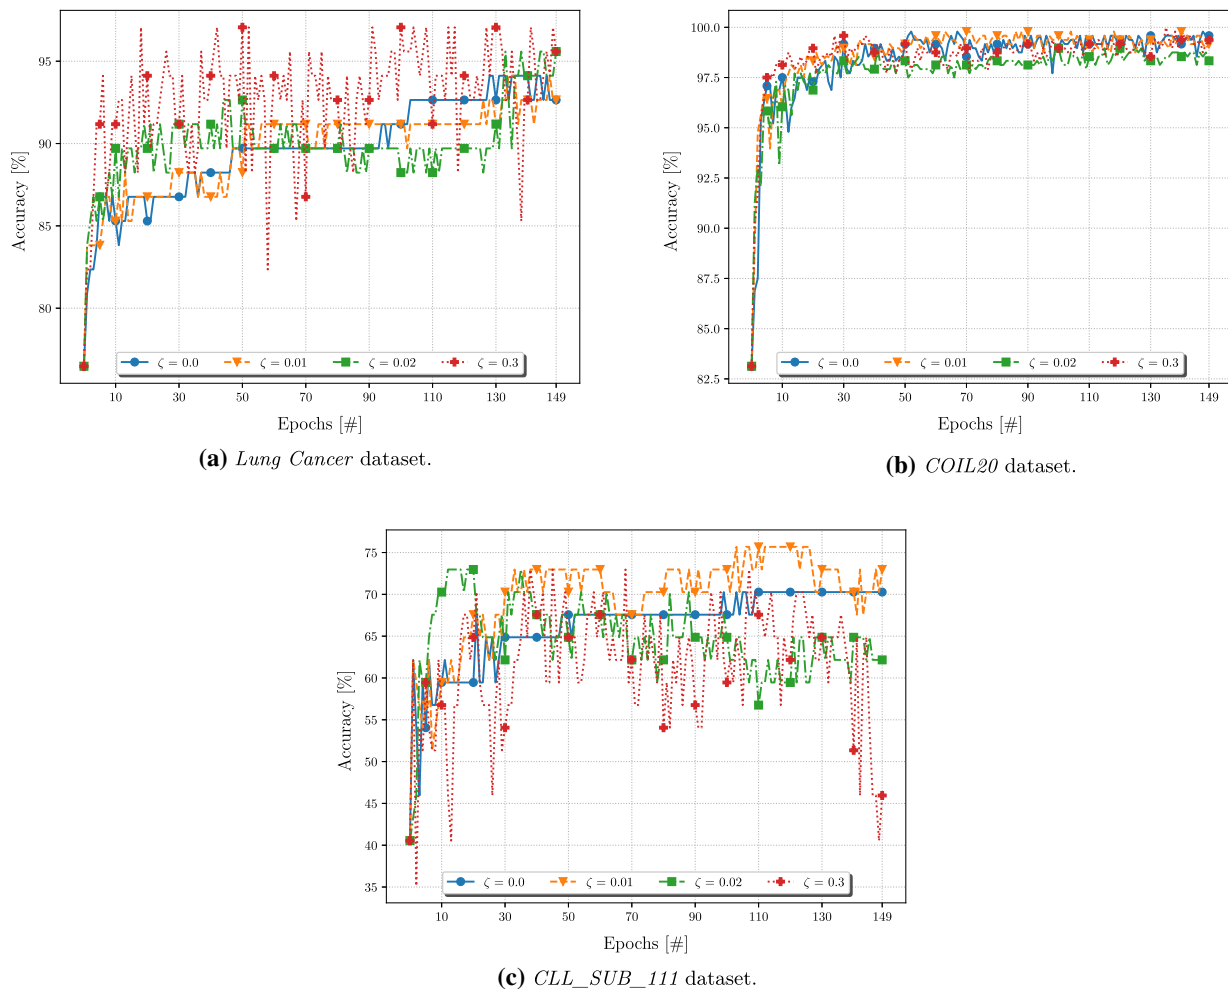 95
90
85
80
Accuracy [%]
ζ = 0.0 ζ = 0.01 ζ = 0.02 ζ = 0.3
10 30 50 70 90 110 130 149
Epochs [#]
(a) Lung Cancer dataset.
100.0
97.5
95.0
92.5
90.0
87.5
85.0
82.5
Accuracy [%]
ζ = 0.0 ζ = 0.01 ζ = 0.02 ζ = 0.3
10 30 50 70 90 110 130 149
Epochs [#]
(b) COIL20 dataset.
75
70
65
60
55
50
45
40
35
Accuracy [%]
ζ = 0.0 ζ = 0.01 ζ = 0.02 ζ = 0.3
10 30 50 70 90 110 130 149
Epochs [#]
(c) CLL_SUB_111 dataset.